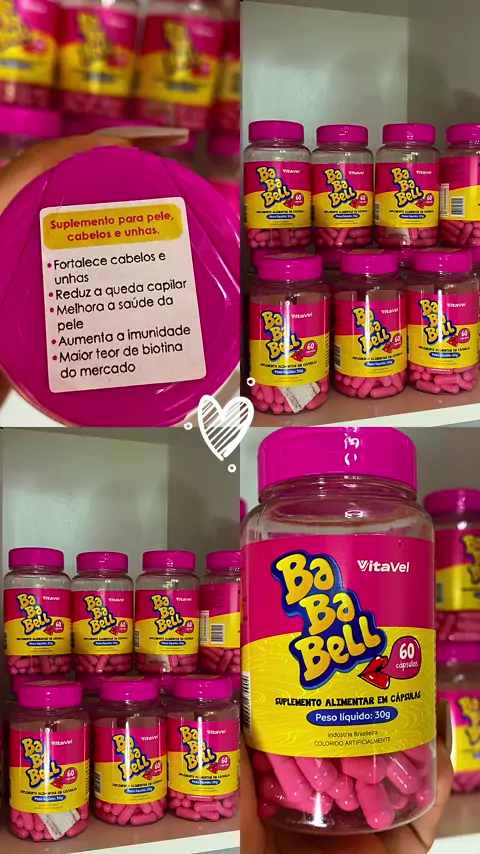 Suplemento para pele,
cabelos e unhas.
• Fortalece cabelos e
unhas
• Reduz a queda capilar
• Melhora a saúde da
pele
• Aumenta a imunidade
• Maior teor de biotina
do mercado
VitaVel
Ba
Ba
Bell
60
cápsulas
SUPLEMENTO ALIMENTAR EM CÁPSULAS
Peso líquido: 30g
Indústria Brasileira
COLORIDO ARTIFICIALMENTE